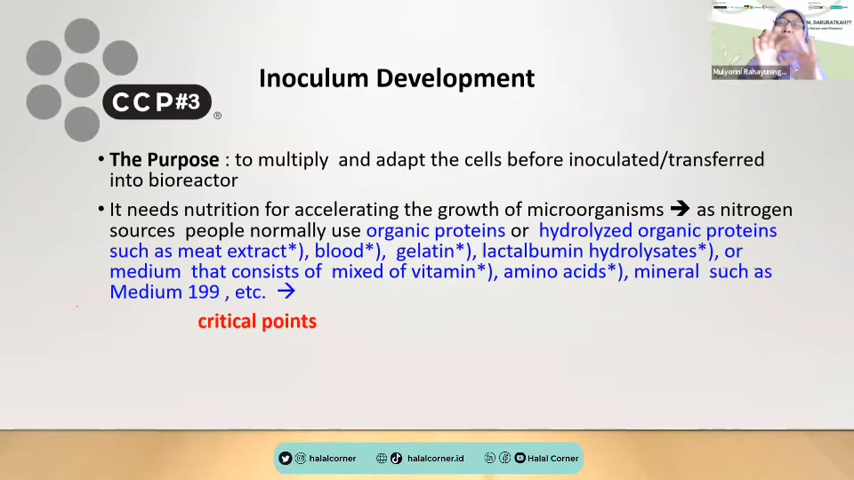 , DARURATKAH??
Mulyorini Rahayuning...
Inoculum Development
CCP#3
®
• The Purpose : to multiply and adapt the cells before inoculated/transferred
into bioreactor
• It needs nutrition for accelerating the growth of microorganisms ➔ as nitrogen
sources people normally use organic proteins or hydrolyzed organic proteins
such as meat extract*), blood*), gelatin*), lactalbumin hydrolysates*), or
medium that consists of mixed of vitamin*), amino acids*), mineral such as
Medium 199 , etc. →
critical points
halalcorner halalcorner.id Halal Corner